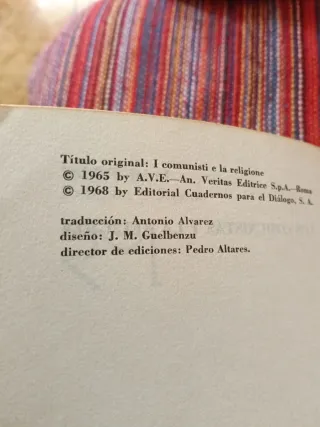 Título original: I comunisti e la religione
© 1965 by A.V.E.—An. Veritas Editrice S.p.A.—Roma
© 1968 by Editorial Cuadernos para el Diálogo, S. A.
traducción: Antonio Alvarez
diseño: J. M. Guelbenzu
director de ediciones: Pedro Altares.